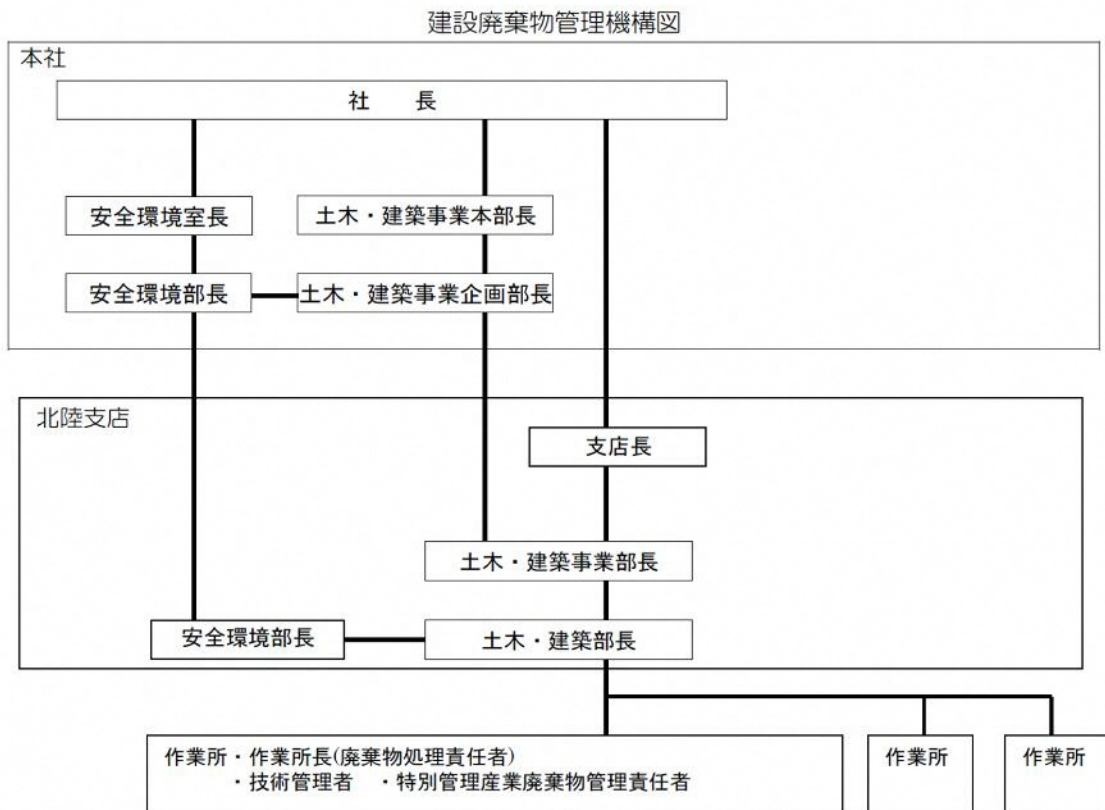 建設廃棄物管理機構図
本社
社　　長
安全環境室長
土木・建築事業本部長
安全環境部長
土木・建築事業企画部長
北陸支店
支店長
土木・建築事業部長
安全環境部長
土木・建築部長
作業所・作業所長(廃棄物処理責任者)
・技術管理者　・特別管理産業廃棄物管理責任者
作業所
作業所